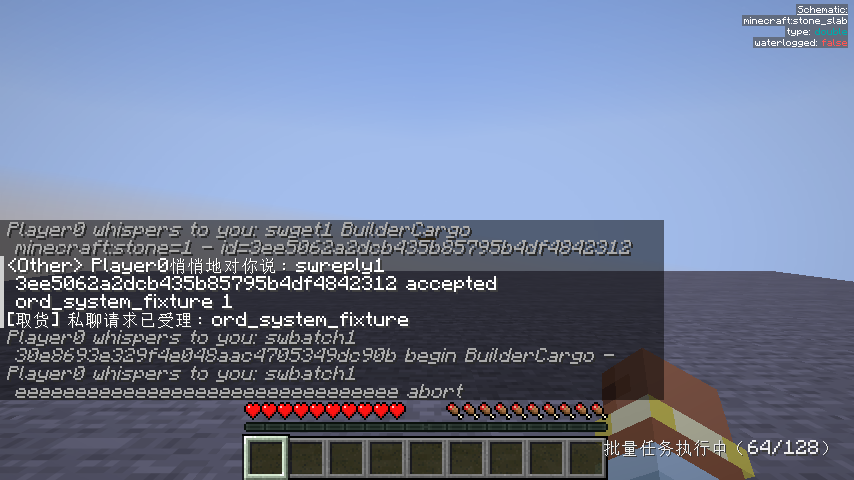 Schematic:
minecraft:stone_slab
type: double
waterlogged: false
Player0 whispers to you: swget1 BuilderCargo
minecraft:stone=1 - id=3ee5062a2dcb435b85795b4df4842312
<Other> Player0悄悄地对你说：swreply1
3ee5062a2dcb435b85795b4df4842312 accepted
ord_system_fixture 1
[取货] 私聊请求已受理：ord_system_fixture
Player0 whispers to you: swbatch1
30e8693e329f4e048aac4705349dc90b begin BuilderCargo -
Player0 whispers to you: swbatch1
eeeeeeeeeeeeeeeeeeeeeeeeeeeeeeee abort
批量任务执行中（64/128）